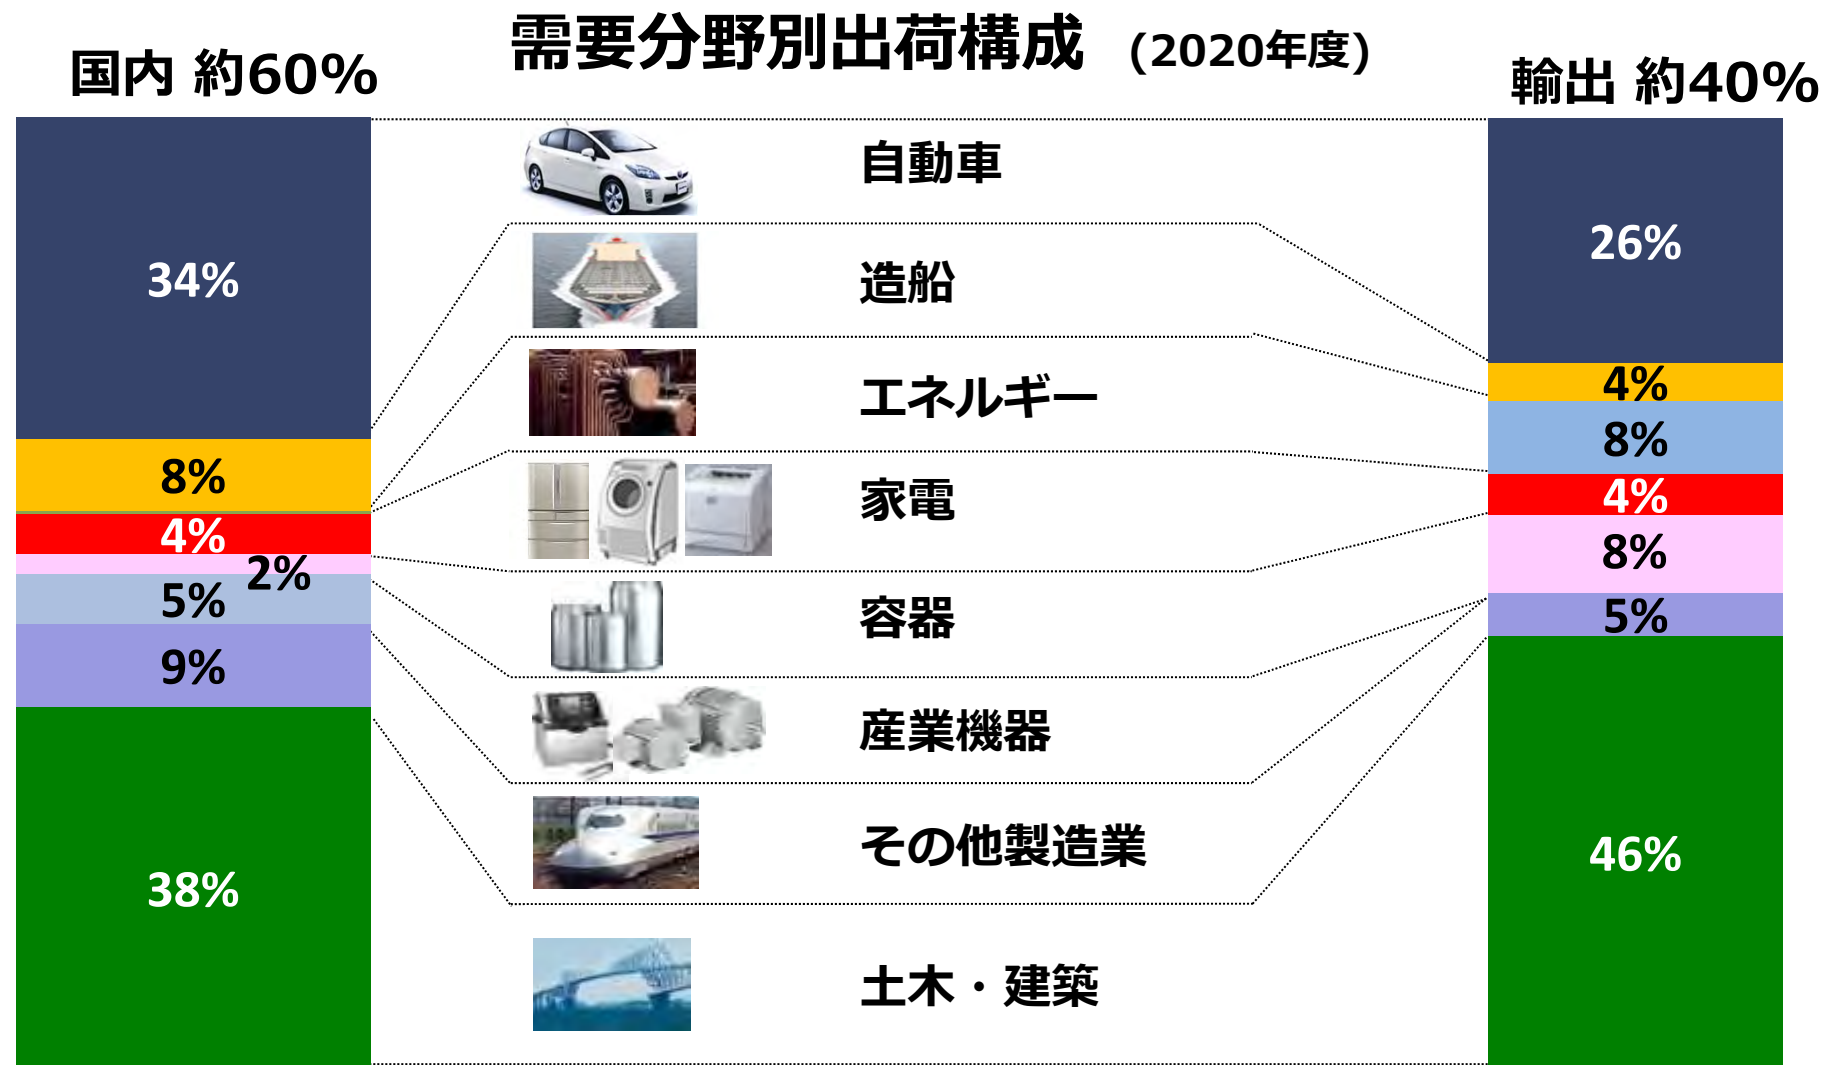 需要分野別出荷構成 (2020年度)
国内 約60%
輸出 約40%
34%
8%
4%
2%
5%
9%
38%
自動車
造船
エネルギー
家電
容器
産業機器
その他製造業
土木・建築
26%
4%
8%
4%
8%
5%
46%